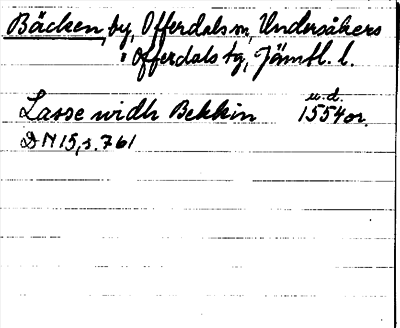 Bäcken, by, Offerdals sn, Undersåkers
o Offerdals tg, Jämtl. l.
u.d.
Lasse widh Bekkin 1554 or.
DN 15, s. 761